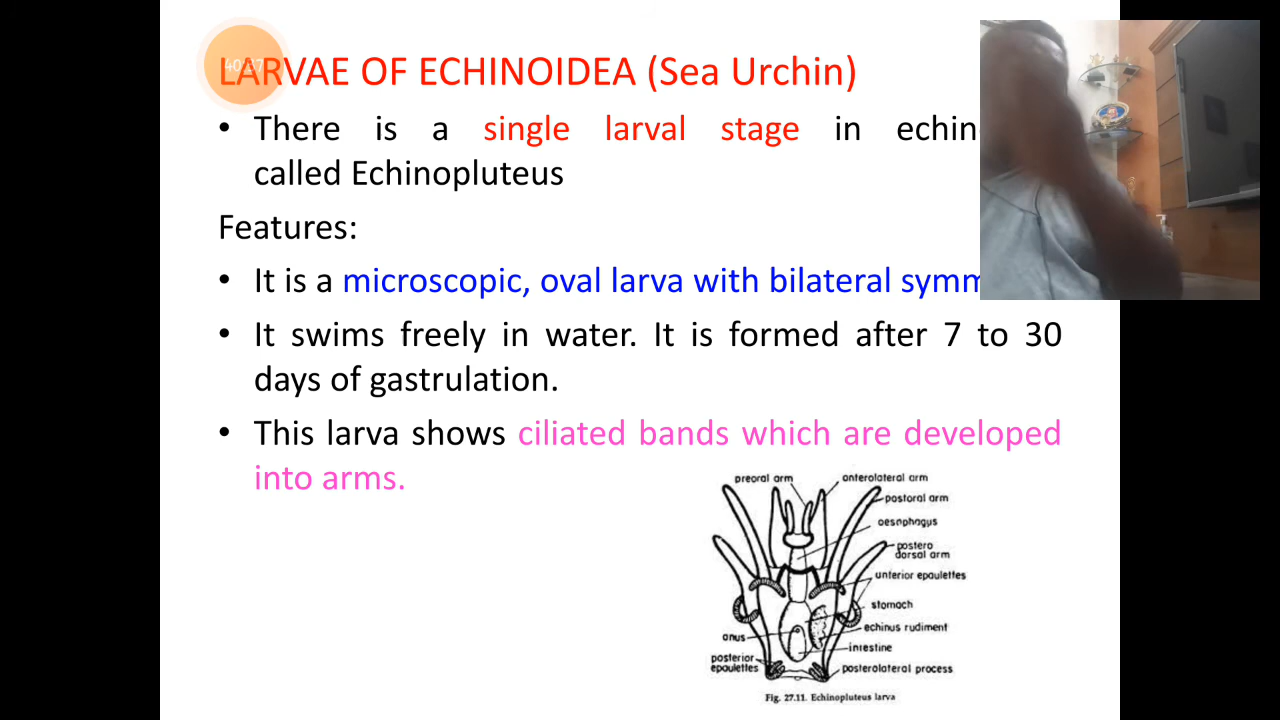 LARVAE OF ECHINOIDEA (Sea Urchin)
• There is a single larval stage in
called Echinopluteus
Features:
• It is a microscopic, oval larva with bilateral
• It swims freely in water. It is formed after 7 to 30
days of gastrulation.
• This larva shows ciliated bands which are developed
into arms.
preoral arm
anterolateral arm
postoral arm
oesophagus
postero
dorsal arm
anterior epaulettes
stomach
echinus rudiment
anus
intestine
posterior
epaulettes
posterolateral process
Fig. 27.11. Echinopluteus larva